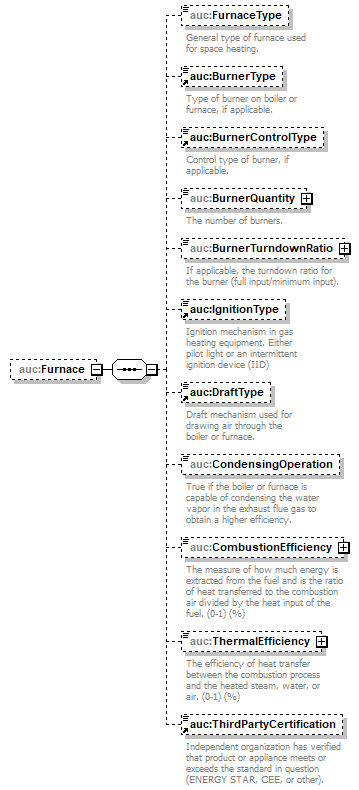 auc:FurnaceType
General type of furnace used
for space heating.
auc:BurnerType
Type of burner on boiler or
furnace, if applicable.
auc:BurnerControlType
Control type of burner, if
applicable.
auc:BurnerQuantity
The number of burners.
auc:BurnerTurndownRatio
If applicable, the turndown ratio for
the burner (full input/minimum input).
auc:IgnitionType
Ignition mechanism in gas
heating equipment. Either
pilot light or an intermittent
ignition device (IID)
auc:Furnace
auc:DraftType
Draft mechanism used for
drawing air through the
boiler or furnace.
auc:CondensingOperation
True if the boiler or furnace is
capable of condensing the water
vapor in the exhaust flue gas to
obtain a higher efficiency.
auc:CombustionEfficiency
The measure of how much energy is
extracted from the fuel and is the ratio
of heat transferred to the combustion
air divided by the heat input of the
fuel. (0-1) (%)
auc:ThermalEfficiency
The efficiency of heat transfer
between the combustion process
and the heated steam, water, or
air. (0-1) (%)
auc:ThirdPartyCertification
Independent organization has verified
that product or appliance meets or
exceeds the standard in question
(ENERGY STAR, CEE, or other).